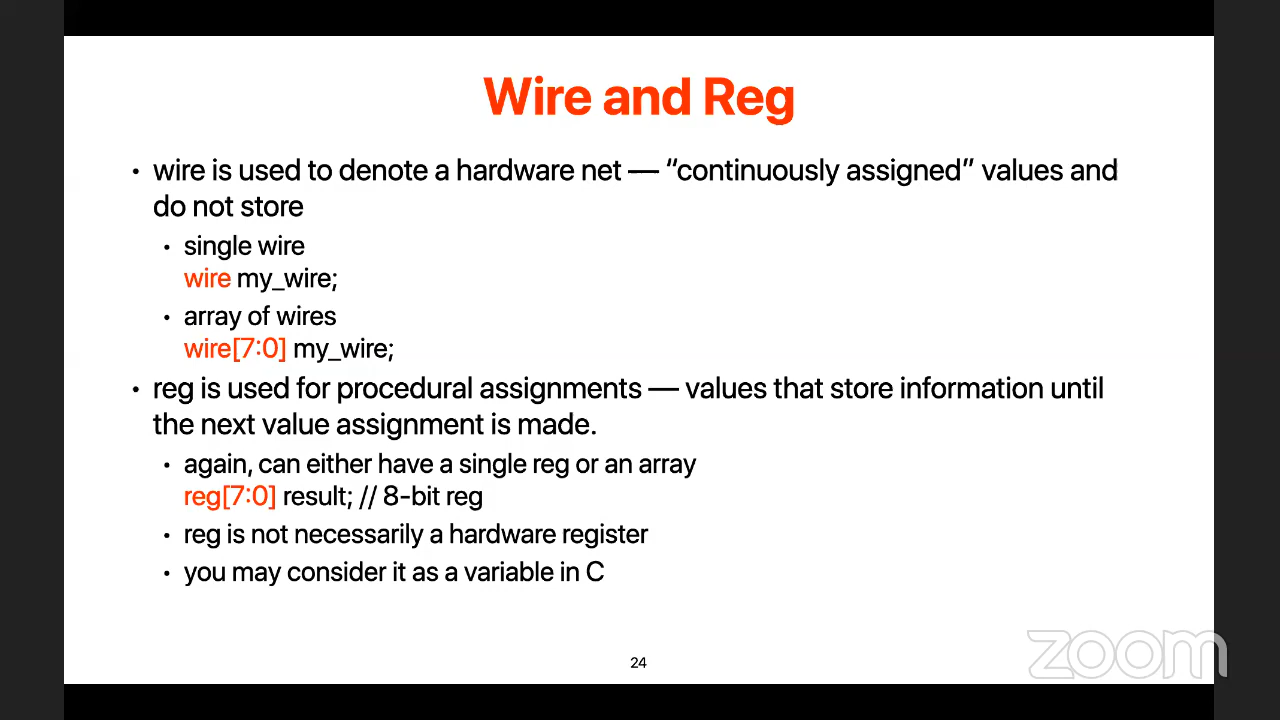 Wire and Reg
• wire is used to denote a hardware net — “continuously assigned” values and
do not store
• single wire
wire my_wire;
• array of wires
wire[7:0] my_wire;
• reg is used for procedural assignments — values that store information until
the next value assignment is made.
• again, can either have a single reg or an array
reg[7:0] result; // 8-bit reg
• reg is not necessarily a hardware register
• you may consider it as a variable in C
24
zoom